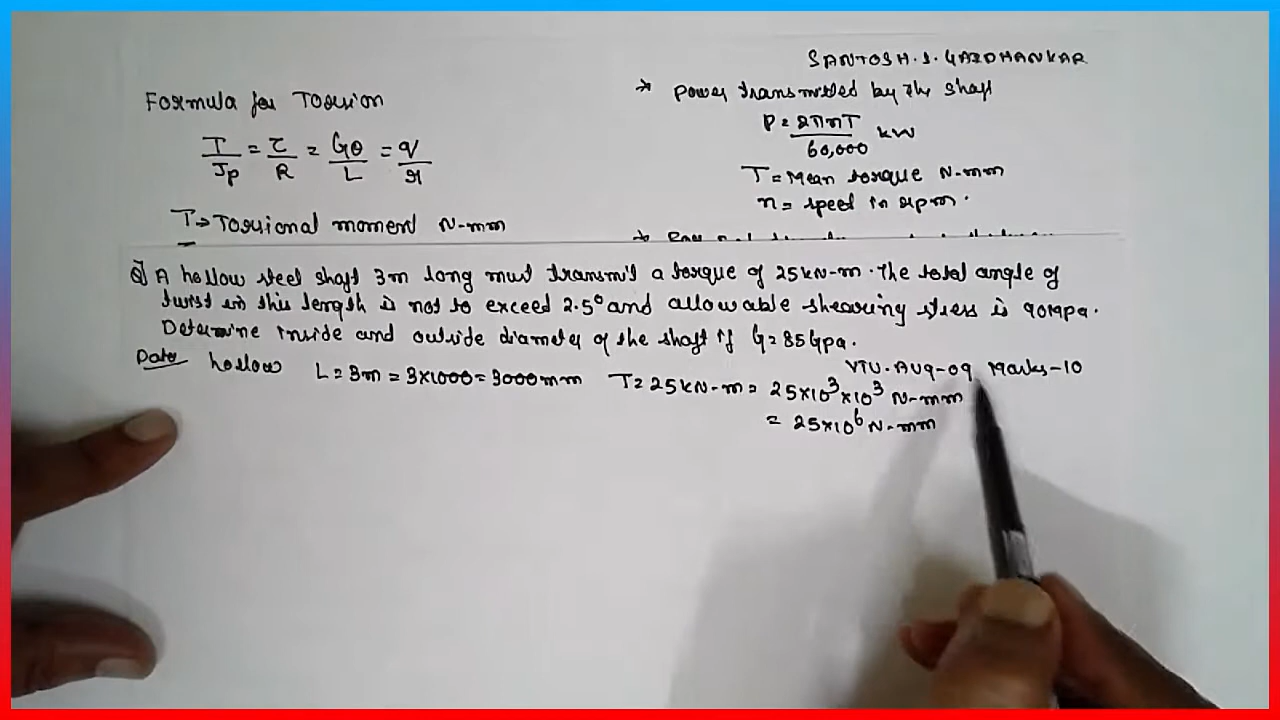 SANTOSH.J.GARDHANKAR
Formula for Torsion
T/Jp = τ/R = Gθ/L = q/r
T => Torsional moment N-mm
→ Power transmitted by the shaft
P = 2πnT/60,000 kW
T = Mean torque N-mm
n = speed in rpm.
Q) A hollow steel shaft 3m long must transmit a torque of 25kN-m. The total angle of
twist in this length is not to exceed 2.5° and allowable shearing stress is 90Mpa.
Determine inside and outside diameter of the shaft if G=85Gpa.
VTU-AUG-09 Marks-10
Data hollow L=3m = 3×1000 = 3000mm T=25kN-m = 25×10³×10³ N-mm
= 25×10⁶ N-mm